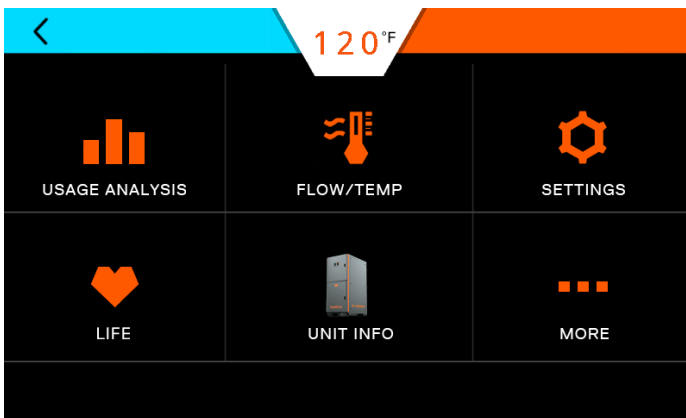 120°F
USAGE ANALYSIS
FLOW/TEMP
SETTINGS
LIFE
UNIT INFO
MORE